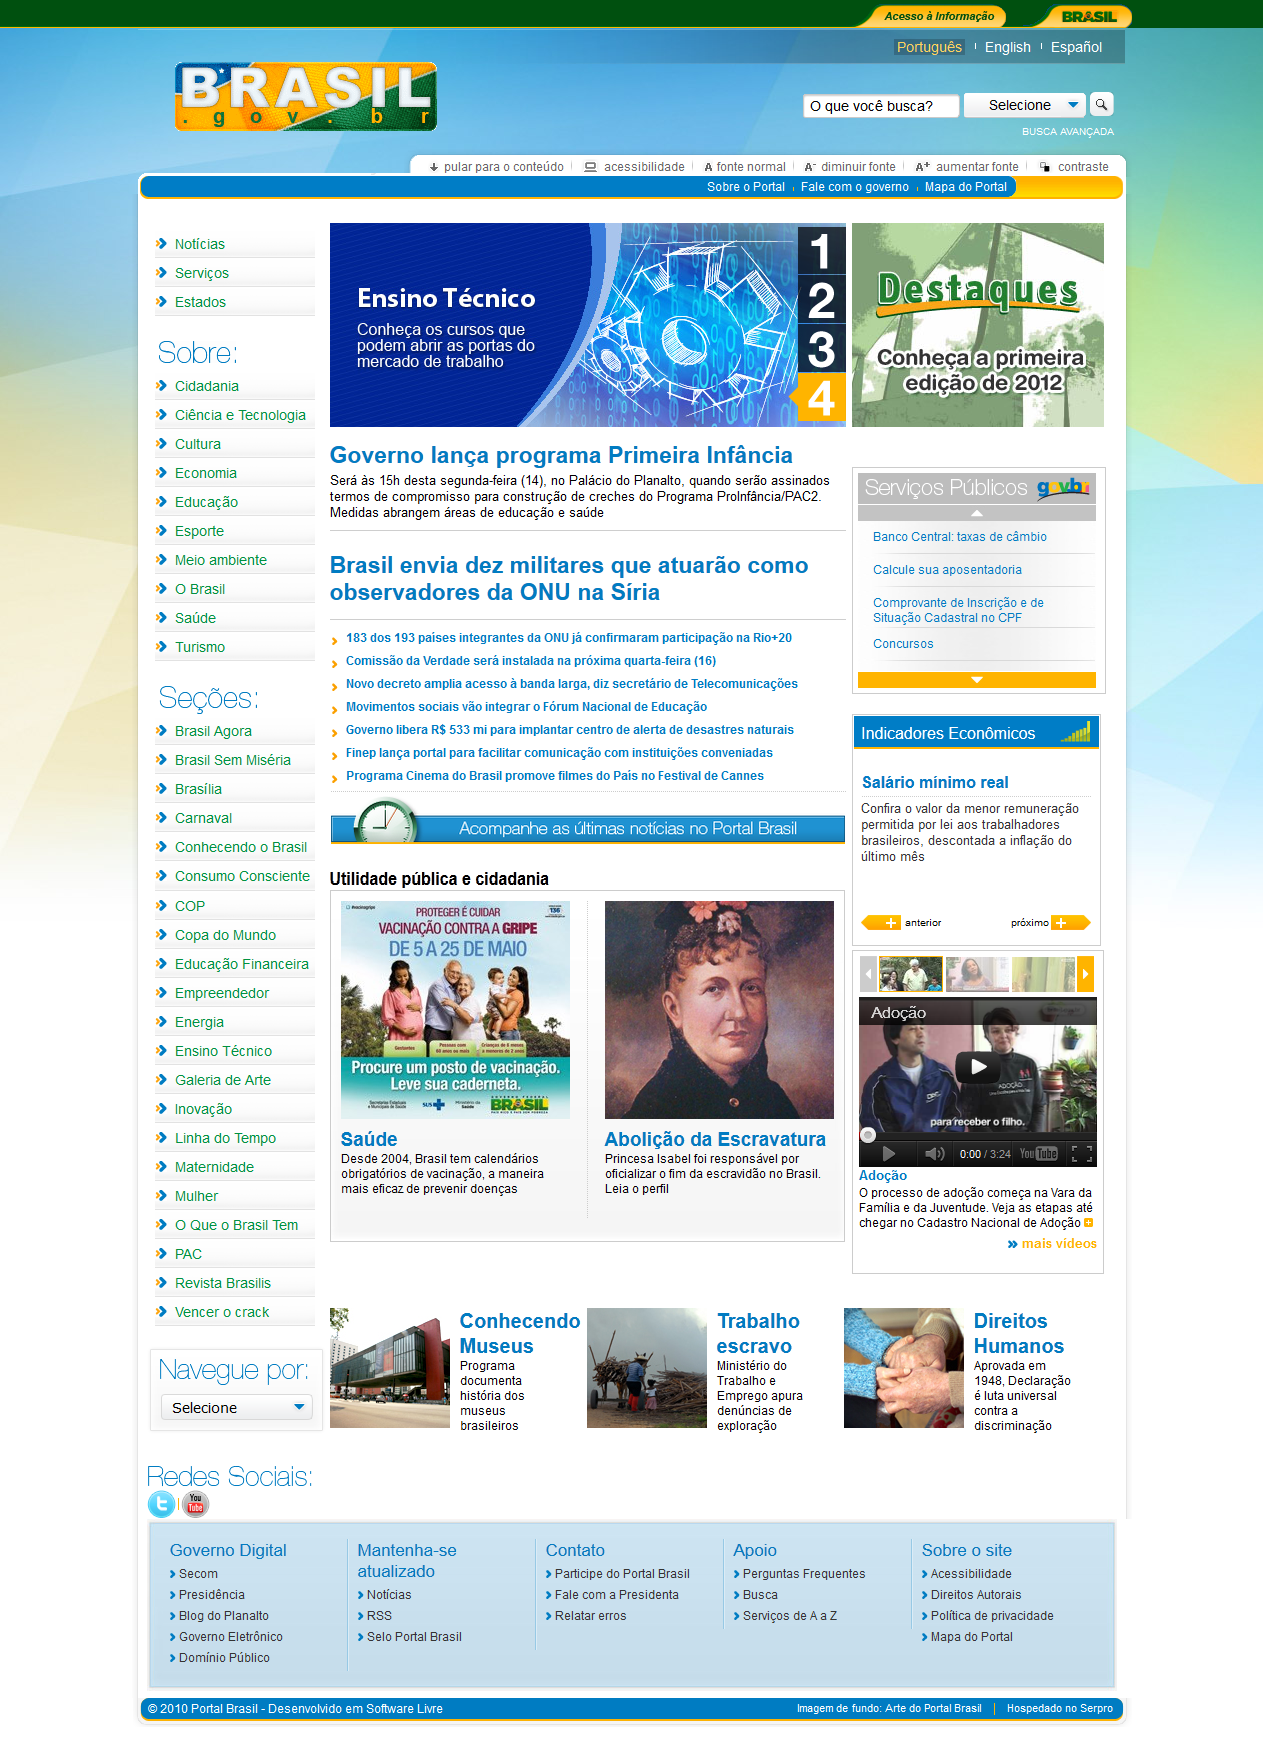 Acesso à Informação
BRASIL
Português
English
Español
BRASIL
.gov.br
O que você busca?
Selecione
BUSCA AVANÇADA
pular para o conteúdo
acessibilidade
A fonte normal
A- diminuir fonte
A+ aumentar fonte
contraste
Sobre o Portal
Fale com o governo
Mapa do Portal
Notícias
Serviços
Estados
Sobre:
Cidadania
Ciência e Tecnologia
Cultura
Economia
Educação
Esporte
Meio ambiente
O Brasil
Saúde
Turismo
Seções:
Brasil Agora
Brasil Sem Miséria
Brasília
Carnaval
Conhecendo o Brasil
Consumo Consciente
COP
Copa do Mundo
Educação Financeira
Empreendedor
Energia
Ensino Técnico
Galeria de Arte
Inovação
Linha do Tempo
Maternidade
Mulher
O Que o Brasil Tem
PAC
Revista Brasilis
Vencer o crack
Navegue por:
Selecione
Redes Sociais:
t
You
Tube
Ensino Técnico
Conheça os cursos que
podem abrir as portas do
mercado de trabalho
1
2
3
4
Destaques
Conheça a primeira
edição de 2012
Governo lança programa Primeira Infância
Será às 15h desta segunda-feira (14), no Palácio do Planalto, quando serão assinados
termos de compromisso para construção de creches do Programa ProInfância/PAC2.
Medidas abrangem áreas de educação e saúde
Brasil envia dez militares que atuarão como
observadores da ONU na Síria
183 dos 193 países integrantes da ONU já confirmaram participação na Rio+20
Comissão da Verdade será instalada na próxima quarta-feira (16)
Novo decreto amplia acesso à banda larga, diz secretário de Telecomunicações
Movimentos sociais vão integrar o Fórum Nacional de Educação
Governo libera R$ 533 mi para implantar centro de alerta de desastres naturais
Finep lança portal para facilitar comunicação com instituições conveniadas
Programa Cinema do Brasil promove filmes do País no Festival de Cannes
Acompanhe as últimas notícias no Portal Brasil
Utilidade pública e cidadania
PROTEGER É CUIDAR
136
VACINAÇÃO CONTRA A GRIPE
DE 5 A 25 DE MAIO
Gestantes
Pessoas com
60 anos ou mais
Crianças de 6 meses
a menores de 2 anos
Procure um posto de vacinação.
Leve sua caderneta.
SUS
Ministério da
Saúde
BRASIL
Saúde
Desde 2004, Brasil tem calendários
obrigatórios de vacinação, a maneira
mais eficaz de prevenir doenças
Abolição da Escravatura
Princesa Isabel foi responsável por
oficializar o fim da escravidão no Brasil.
Leia o perfil
Serviços Públicos
govbr
Banco Central: taxas de câmbio
Calcule sua aposentadoria
Comprovante de Inscrição e de
Situação Cadastral no CPF
Concursos
Indicadores Econômicos
Salário mínimo real
Confira o valor da menor remuneração
permitida por lei aos trabalhadores
brasileiros, descontada a inflação do
último mês
anterior
próximo
Adoção
para receber o filho.
0:00 / 3:24
YouTube
Adoção
O processo de adoção começa na Vara da
Família e da Juventude. Veja as etapas até
chegar no Cadastro Nacional de Adoção
mais vídeos
Conhecendo
Museus
Programa
documenta
história dos
museus
brasileiros
Trabalho
escravo
Ministério do
Trabalho e
Emprego apura
denúncias de
exploração
Direitos
Humanos
Aprovada em
1948, Declaração
é luta universal
contra a
discriminação
Governo Digital
Secom
Presidência
Blog do Planalto
Governo Eletrônico
Domínio Público
Mantenha-se
atualizado
Notícias
RSS
Selo Portal Brasil
Contato
Participe do Portal Brasil
Fale com a Presidenta
Relatar erros
Apoio
Perguntas Frequentes
Busca
Serviços de A a Z
Sobre o site
Acessibilidade
Direitos Autorais
Política de privacidade
Mapa do Portal
© 2010 Portal Brasil - Desenvolvido em Software Livre
Imagem de fundo: Arte do Portal Brasil
Hospedado no Serpro